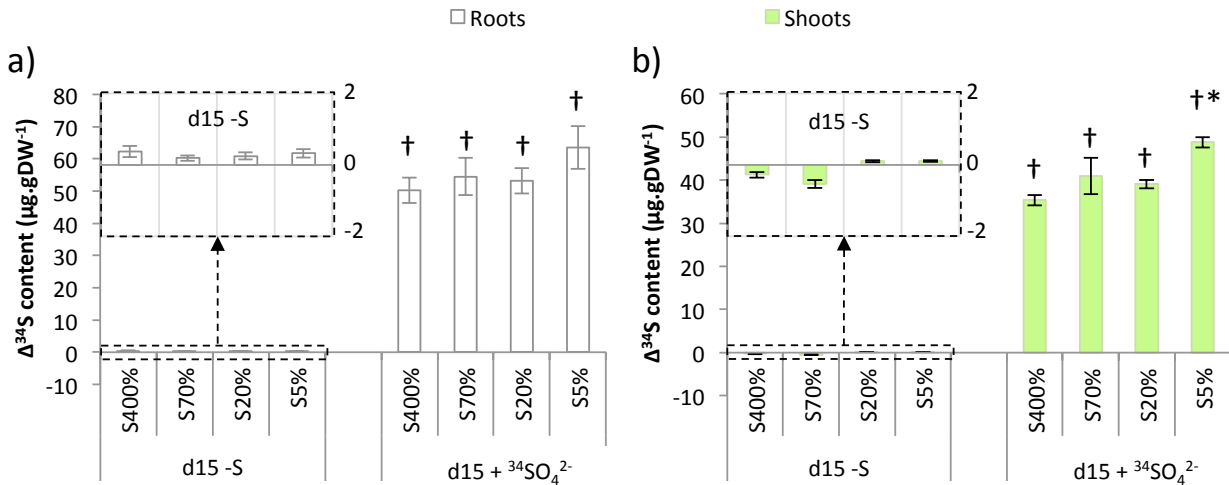 Roots
Shoots
a)
Δ³⁴S content (µg.gDW⁻¹)
80
70
60
50
40
30
20
10
0
-10
d15 -S
2
0
-2
†
†
†
†
S400%
S70%
S20%
S5%
S400%
S70%
S20%
S5%
d15 -S
d15 + ³⁴SO₄²⁻
b)
Δ³⁴S content (µg.gDW⁻¹)
60
50
40
30
20
10
0
-10
d15 -S
2
0
-2
†
†
†
†*
S400%
S70%
S20%
S5%
S400%
S70%
S20%
S5%
d15 -S
d15 + ³⁴SO₄²⁻